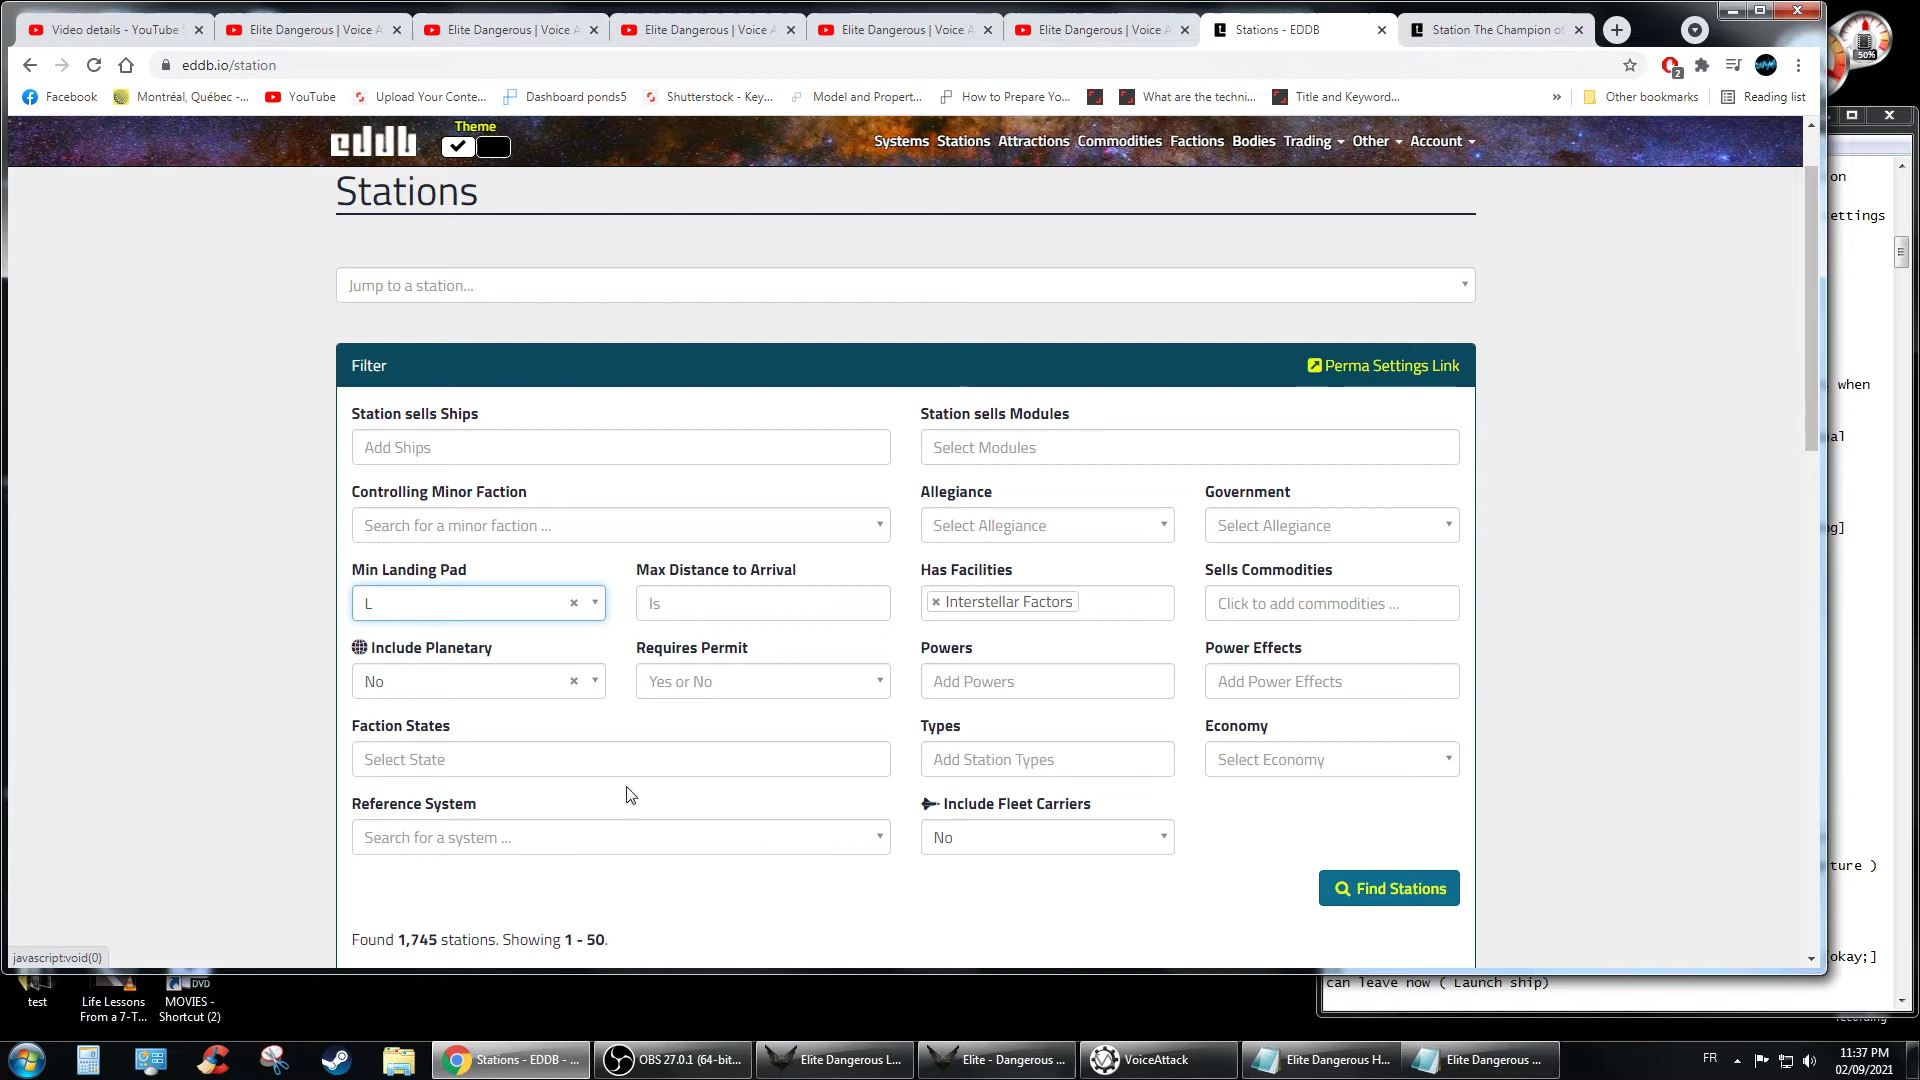 Video details - YouTube S
Elite Dangerous | Voice A
Elite Dangerous | Voice A
Elite Dangerous | Voice A
Elite Dangerous | Voice A
Elite Dangerous | Voice A
Stations - EDDB
Station The Champion of
50%
eddb.io/station
2
Facebook
Montréal, Québec -...
YouTube
Upload Your Conte...
Dashboard ponds5
Shutterstock - Key...
Model and Propert...
How to Prepare Yo...
What are the techni...
Title and Keyword...
»
Other bookmarks
Reading list
eddb
Theme
Systems Stations Attractions Commodities Factions Bodies Trading Other Account
on
Stations
ettings
Jump to a station...
Filter
Perma Settings Link
when
Station sells Ships
Station sells Modules
Add Ships
Select Modules
al
Controlling Minor Faction
Allegiance
Government
Search for a minor faction ...
Select Allegiance
Select Allegiance
ng]
Min Landing Pad
Max Distance to Arrival
Has Facilities
Sells Commodities
L
ls
× Interstellar Factors
Click to add commodities ...
Include Planetary
Requires Permit
Powers
Power Effects
No
Yes or No
Add Powers
Add Power Effects
Faction States
Types
Economy
Select State
Add Station Types
Select Economy
Reference System
Include Fleet Carriers
Search for a system ...
No
ture )
Find Stations
Found 1,745 stations. Showing 1 - 50.
javascript:void(0)
okay;]
can leave now ( Launch ship)
test
Life Lessons
From a 7-T...
DVD
MOVIES -
Shortcut (2)
Stations - EDDB - ...
OBS 27.0.1 (64-bit...
Elite Dangerous L...
Elite - Dangerous ...
VoiceAttack
Elite Dangerous H...
Elite Dangerous ...
FR
11:37 PM
02/09/2021